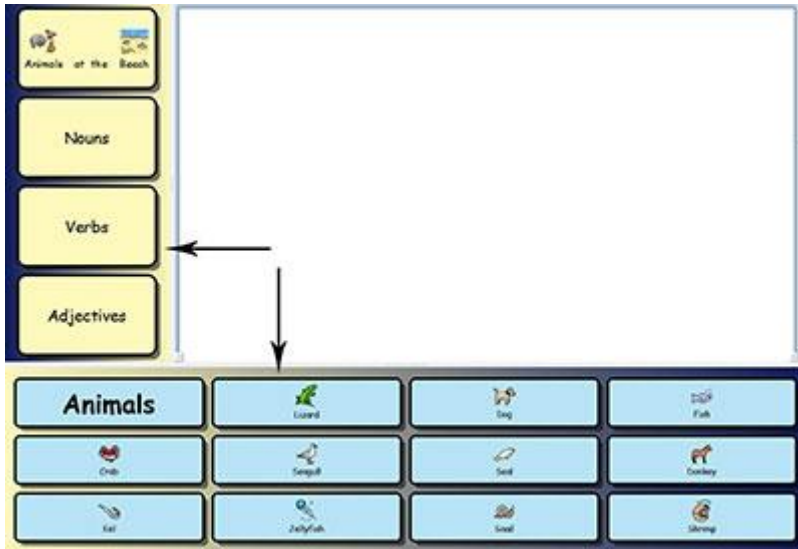 Animals at the Beach
Nouns
Verbs
Adjectives
Animals Lizard Dog Fish
Crab Seagull Seal Donkey
Eel Jellyfish Snail Shrimp